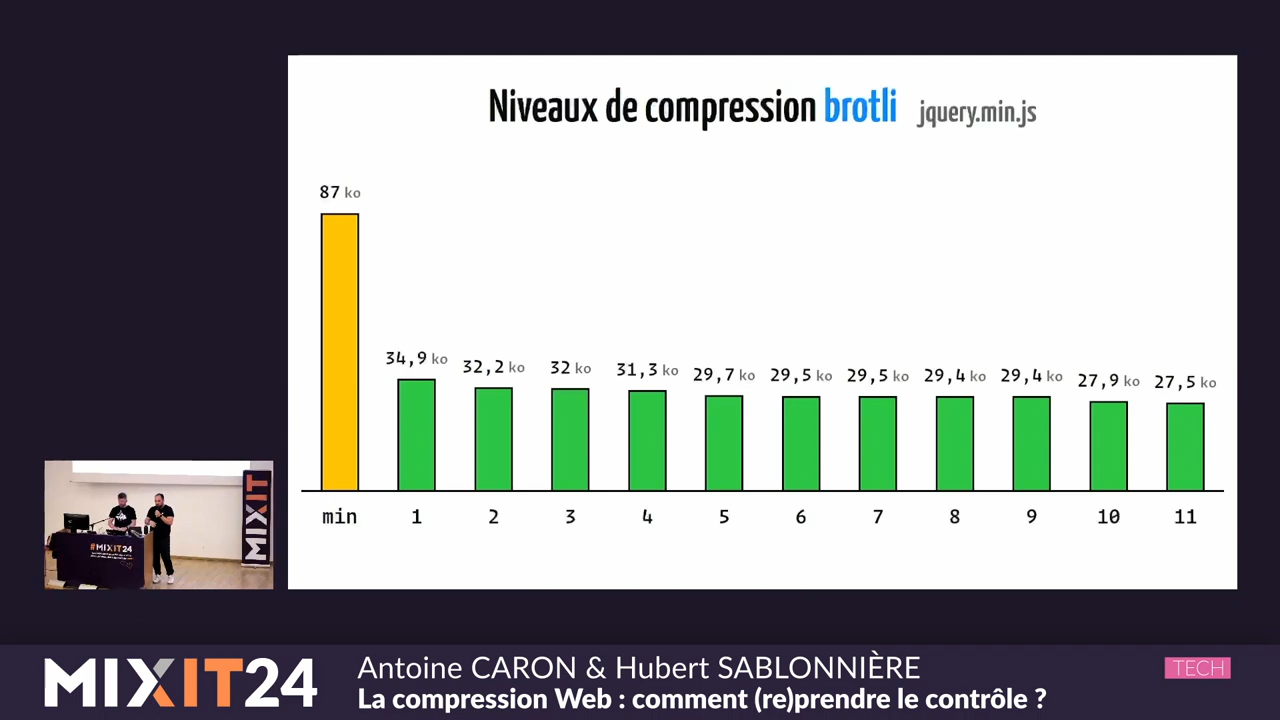 Niveaux de compression brotli jquery.min.js
87 ko
34,9 ko 32,2 ko 32 ko 31,3 ko 29,7 ko 29,5 ko 29,5 ko 29,4 ko 29,4 ko 27,9 ko 27,5 ko
min 1 2 3 4 5 6 7 8 9 10 11
MIXIT
#MIXIT24
MIXIT24
Antoine CARON & Hubert SABLONNIÈRE
TECH
La compression Web : comment (re)prendre le contrôle ?